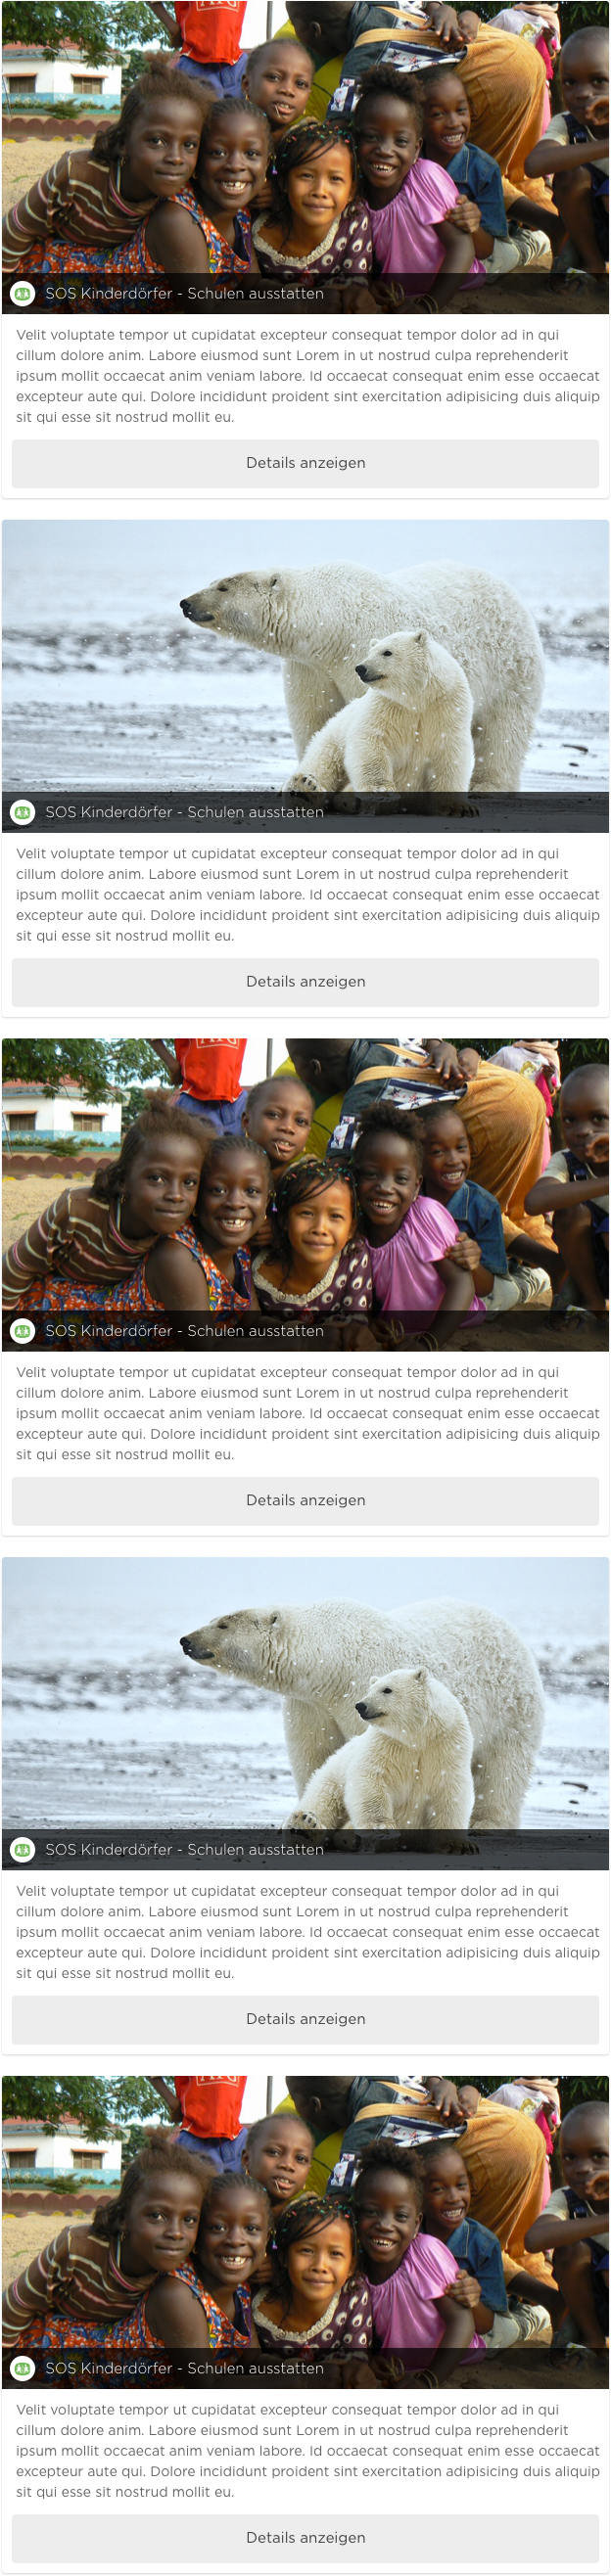 SOS Kinderdörfer - Schulen ausstatten
Velit voluptate tempor ut cupidatat excepteur consequat tempor dolor ad in qui
cillum dolore anim. Labore eiusmod sunt Lorem in ut nostrud culpa reprehenderit
ipsum mollit occaecat anim veniam labore. Id occaecat consequat enim esse occaecat
excepteur aute qui. Dolore incididunt proident sint exercitation adipisicing duis aliquip
sit qui esse sit nostrud mollit eu.
Details anzeigen
SOS Kinderdörfer - Schulen ausstatten
Velit voluptate tempor ut cupidatat excepteur consequat tempor dolor ad in qui
cillum dolore anim. Labore eiusmod sunt Lorem in ut nostrud culpa reprehenderit
ipsum mollit occaecat anim veniam labore. Id occaecat consequat enim esse occaecat
excepteur aute qui. Dolore incididunt proident sint exercitation adipisicing duis aliquip
sit qui esse sit nostrud mollit eu.
Details anzeigen
SOS Kinderdörfer - Schulen ausstatten
Velit voluptate tempor ut cupidatat excepteur consequat tempor dolor ad in qui
cillum dolore anim. Labore eiusmod sunt Lorem in ut nostrud culpa reprehenderit
ipsum mollit occaecat anim veniam labore. Id occaecat consequat enim esse occaecat
excepteur aute qui. Dolore incididunt proident sint exercitation adipisicing duis aliquip
sit qui esse sit nostrud mollit eu.
Details anzeigen
SOS Kinderdörfer - Schulen ausstatten
Velit voluptate tempor ut cupidatat excepteur consequat tempor dolor ad in qui
cillum dolore anim. Labore eiusmod sunt Lorem in ut nostrud culpa reprehenderit
ipsum mollit occaecat anim veniam labore. Id occaecat consequat enim esse occaecat
excepteur aute qui. Dolore incididunt proident sint exercitation adipisicing duis aliquip
sit qui esse sit nostrud mollit eu.
Details anzeigen
SOS Kinderdörfer - Schulen ausstatten
Velit voluptate tempor ut cupidatat excepteur consequat tempor dolor ad in qui
cillum dolore anim. Labore eiusmod sunt Lorem in ut nostrud culpa reprehenderit
ipsum mollit occaecat anim veniam labore. Id occaecat consequat enim esse occaecat
excepteur aute qui. Dolore incididunt proident sint exercitation adipisicing duis aliquip
sit qui esse sit nostrud mollit eu.
Details anzeigen